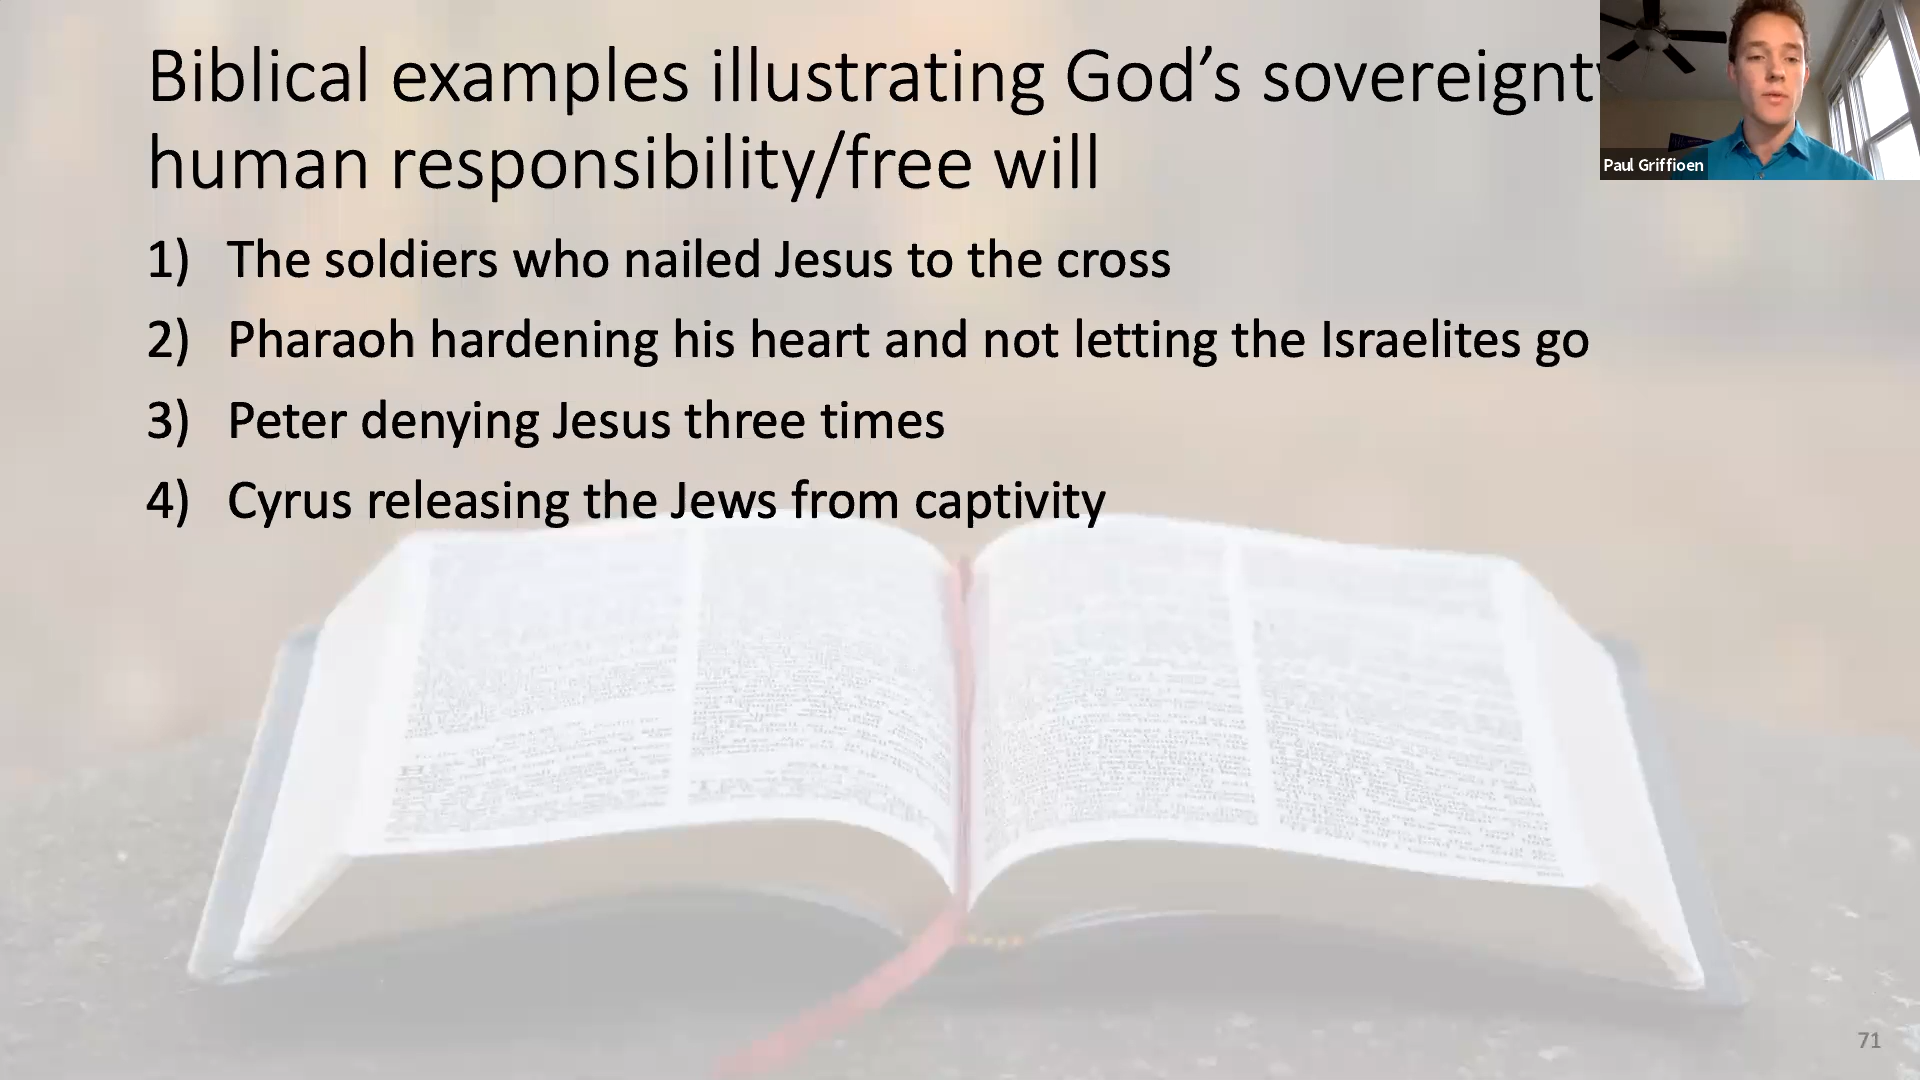 Biblical examples illustrating God’s sovereignty
human responsibility/free will
Paul Griffioen
1) The soldiers who nailed Jesus to the cross
2) Pharaoh hardening his heart and not letting the Israelites go
3) Peter denying Jesus three times
4) Cyrus releasing the Jews from captivity
71